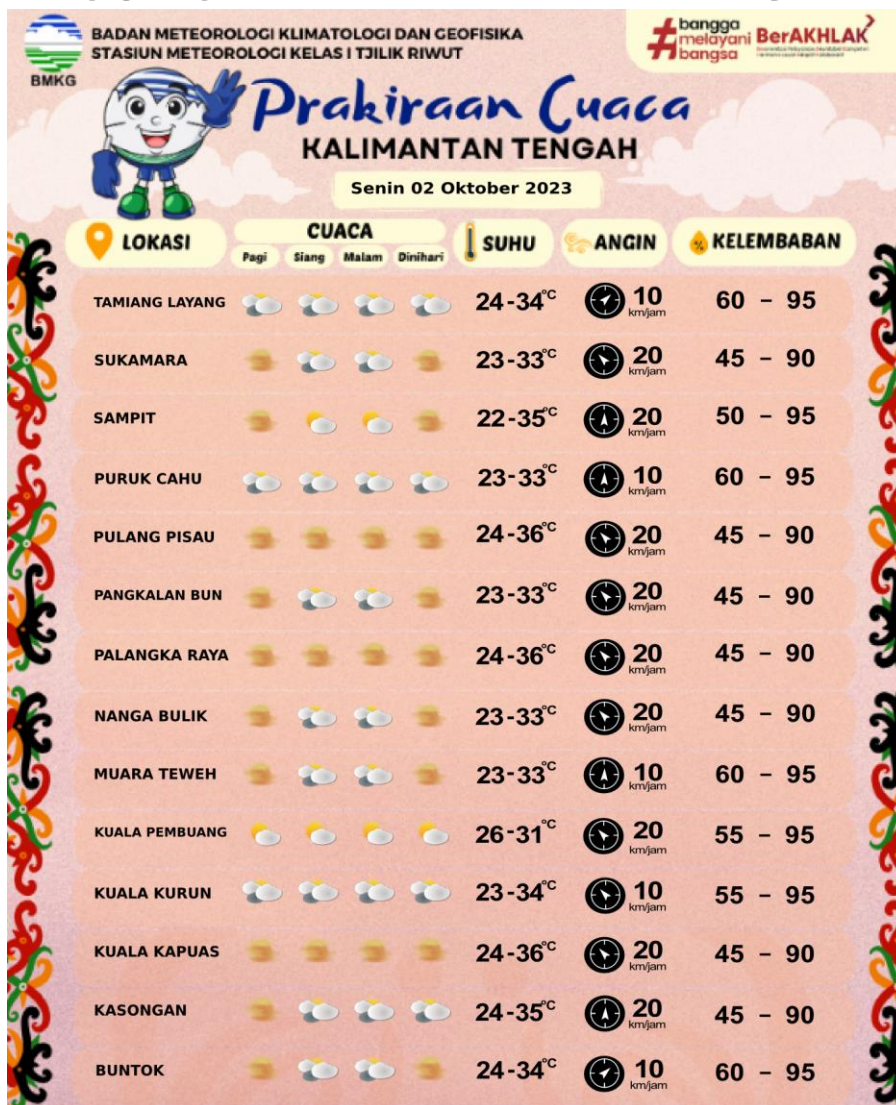 BADAN METEOROLOGI KLIMATOLOGI DAN GEOFISIKA
STASIUN METEOROLOGI KELAS I TJILIK RIWUT
BMKG
#bangga melayani bangsa
BerAKHLAK
Prakiraan Cuaca
KALIMANTAN TENGAH
Senin 02 Oktober 2023
LOKASI CUACA SUHU ANGIN % KELEMBABAN
Pagi Siang Malam Dinihari
TAMIANG LAYANG 24-34°C 10 km/jam 60 – 95
SUKAMARA 23-33°C 20 km/jam 45 – 90
SAMPIT 22-35°C 20 km/jam 50 – 95
PURUK CAHU 23-33°C 10 km/jam 60 – 95
PULANG PISAU 24-36°C 20 km/jam 45 – 90
PANGKALAN BUN 23-33°C 20 km/jam 45 – 90
PALANGKA RAYA 24-36°C 20 km/jam 45 – 90
NANGA BULIK 23-33°C 20 km/jam 45 – 90
MUARA TEWEH 23-33°C 10 km/jam 60 – 95
KUALA PEMBUANG 26-31°C 20 km/jam 55 – 95
KUALA KURUN 23-34°C 10 km/jam 55 – 95
KUALA KAPUAS 24-36°C 20 km/jam 45 – 90
KASONGAN 24-35°C 20 km/jam 45 – 90
BUNTOK 24-34°C 10 km/jam 60 – 95